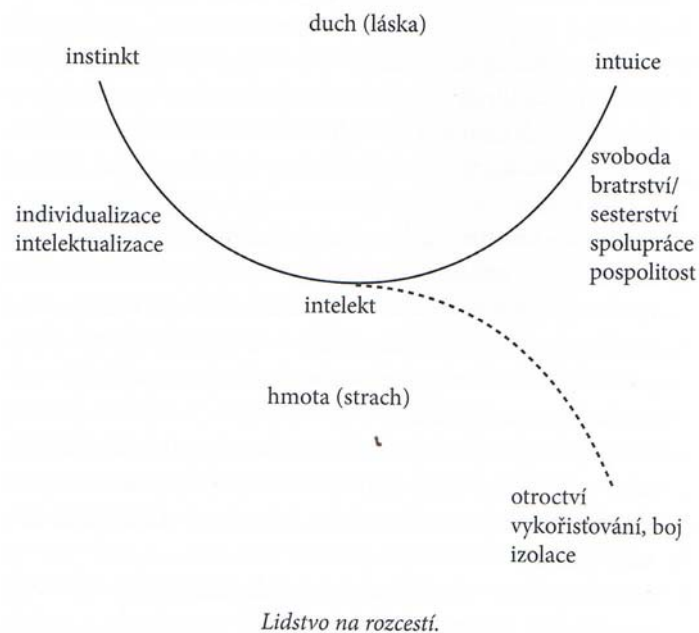 duch (láska)
instinkt
intuice
svoboda
bratrství/
sesterství
spolupráce
pospolitost
individualizace
intelektualizace
intelekt
hmota (strach)
otroctví
vykořisťování, boj
izolace
Lidstvo na rozcestí.